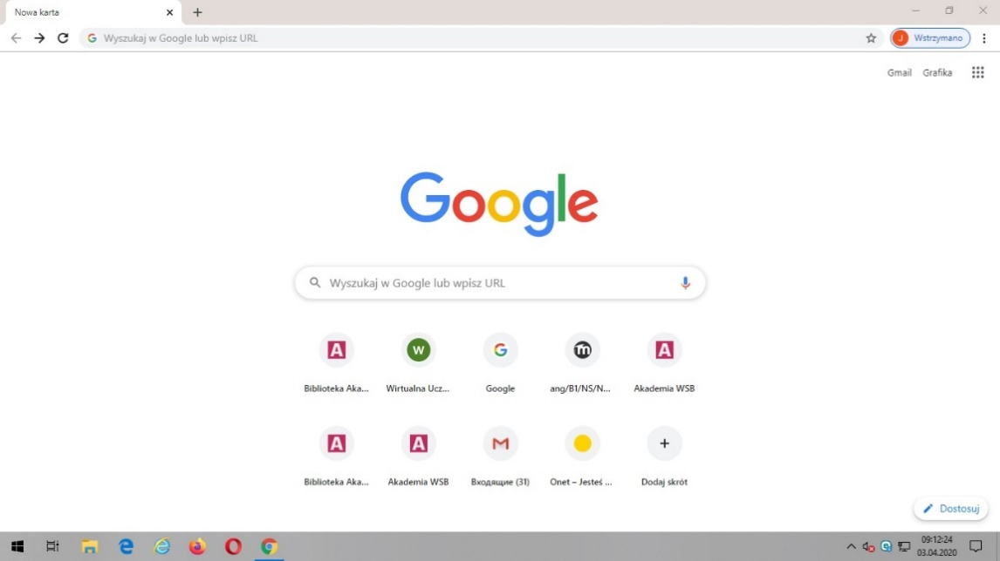 Nowa karta
Wyszukaj w Google lub wpisz URL
J Wstrzymano
Gmail Grafika
Google
Wyszukaj w Google lub wpisz URL
A W G m A
Biblioteka Aka... Wirtualna Ucz... Google ang/B1/NS/N... Akademia WSB
A A M
Biblioteka Aka... Akademia WSB Входящие (31) Onet – Jesteś ... Dodaj skrót
Dostosuj
09:12:24
03.04.2020